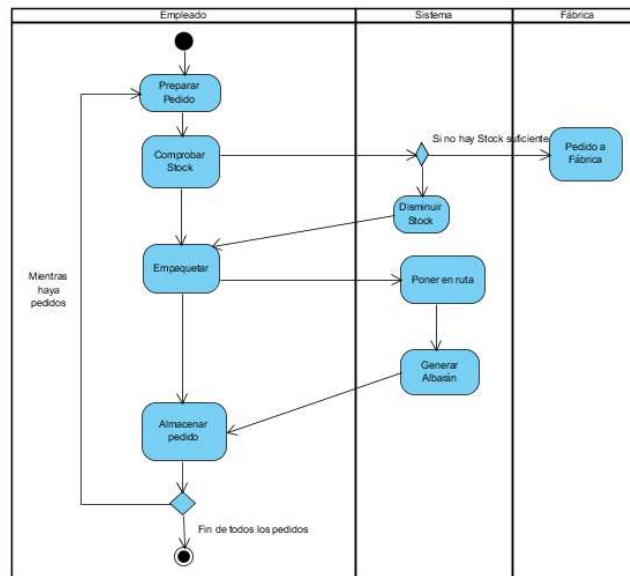 Empleado
Sistema
Fábrica
Preparar
Pedido
Si no hay Stock suficiente
Comprobar
Stock
Pedido a
Fábrica
Disminuir
Stock
Mientras
haya
pedidos
Empaquetar
Poner en ruta
Generar
Albarán
Almacenar
pedido
Fin de todos los pedidos